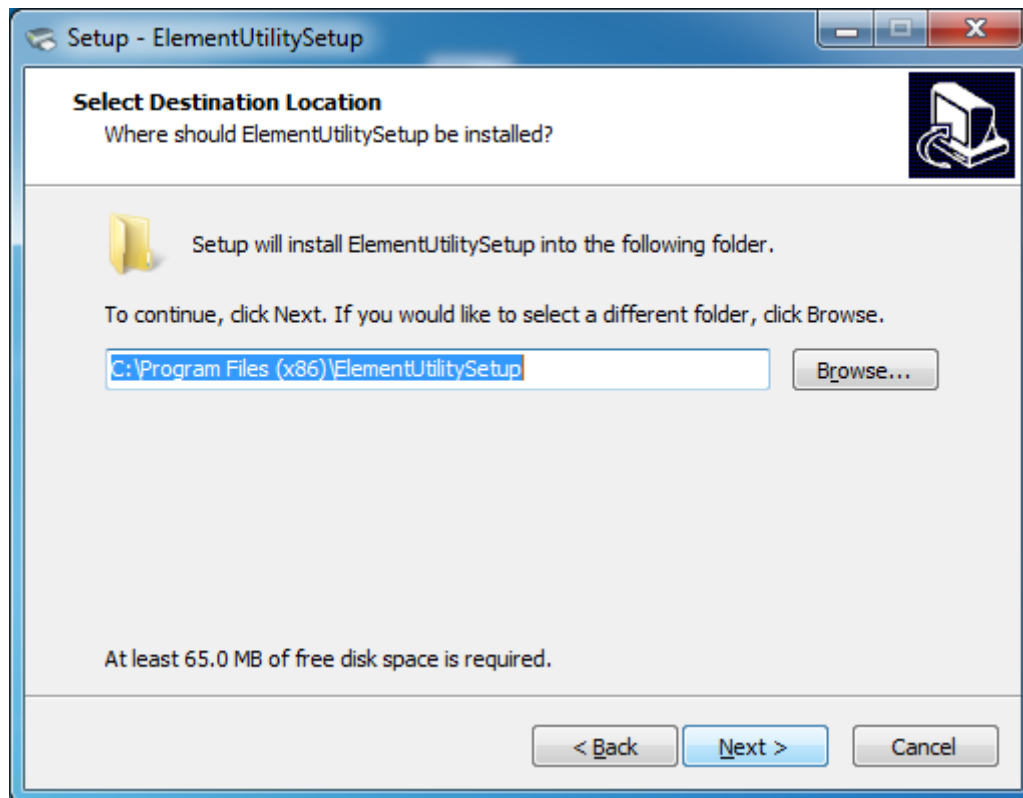 Setup - ElementUtilitySetup
Select Destination Location
Where should ElementUtilitySetup be installed?
Setup will install ElementUtilitySetup into the following folder.
To continue, click Next. If you would like to select a different folder, click Browse.
C:\Program Files (x86)\ElementUtilitySetup
Browse...
At least 65.0 MB of free disk space is required.
< Back
Next >
Cancel